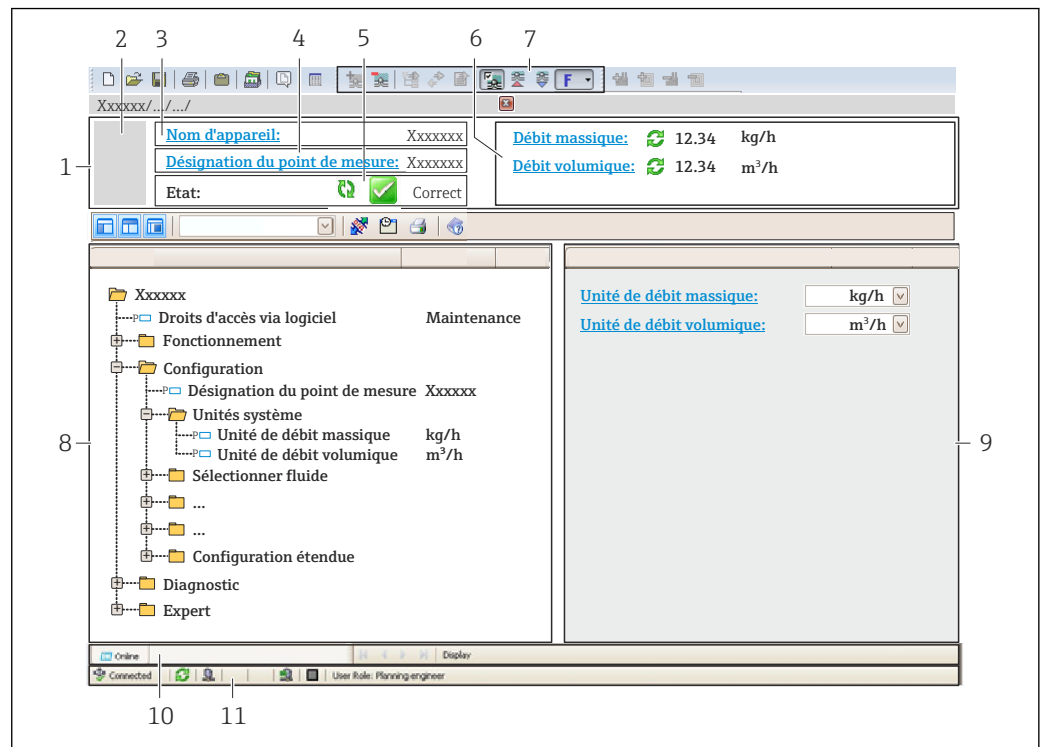 2 3 4 5 6 7
F
Xxxxxx/.../.../
1
Nom d'appareil: Xxxxxxx
Désignation du point de mesure: Xxxxxxx
Etat: Correct
Débit massique: 12.34 kg/h
Débit volumique: 12.34 m³/h
Xxxxxx
P Droits d'accès via logiciel Maintenance
Fonctionnement
Configuration
P Désignation du point de mesure Xxxxxx
Unités système
P Unité de débit massique kg/h
P Unité de débit volumique m³/h
Sélectionner fluide
...
...
Configuration étendue
Diagnostic
Expert
8
Unité de débit massique: kg/h
Unité de débit volumique: m³/h
9
Online Display
Connected User Role: Planning engineer
10 11